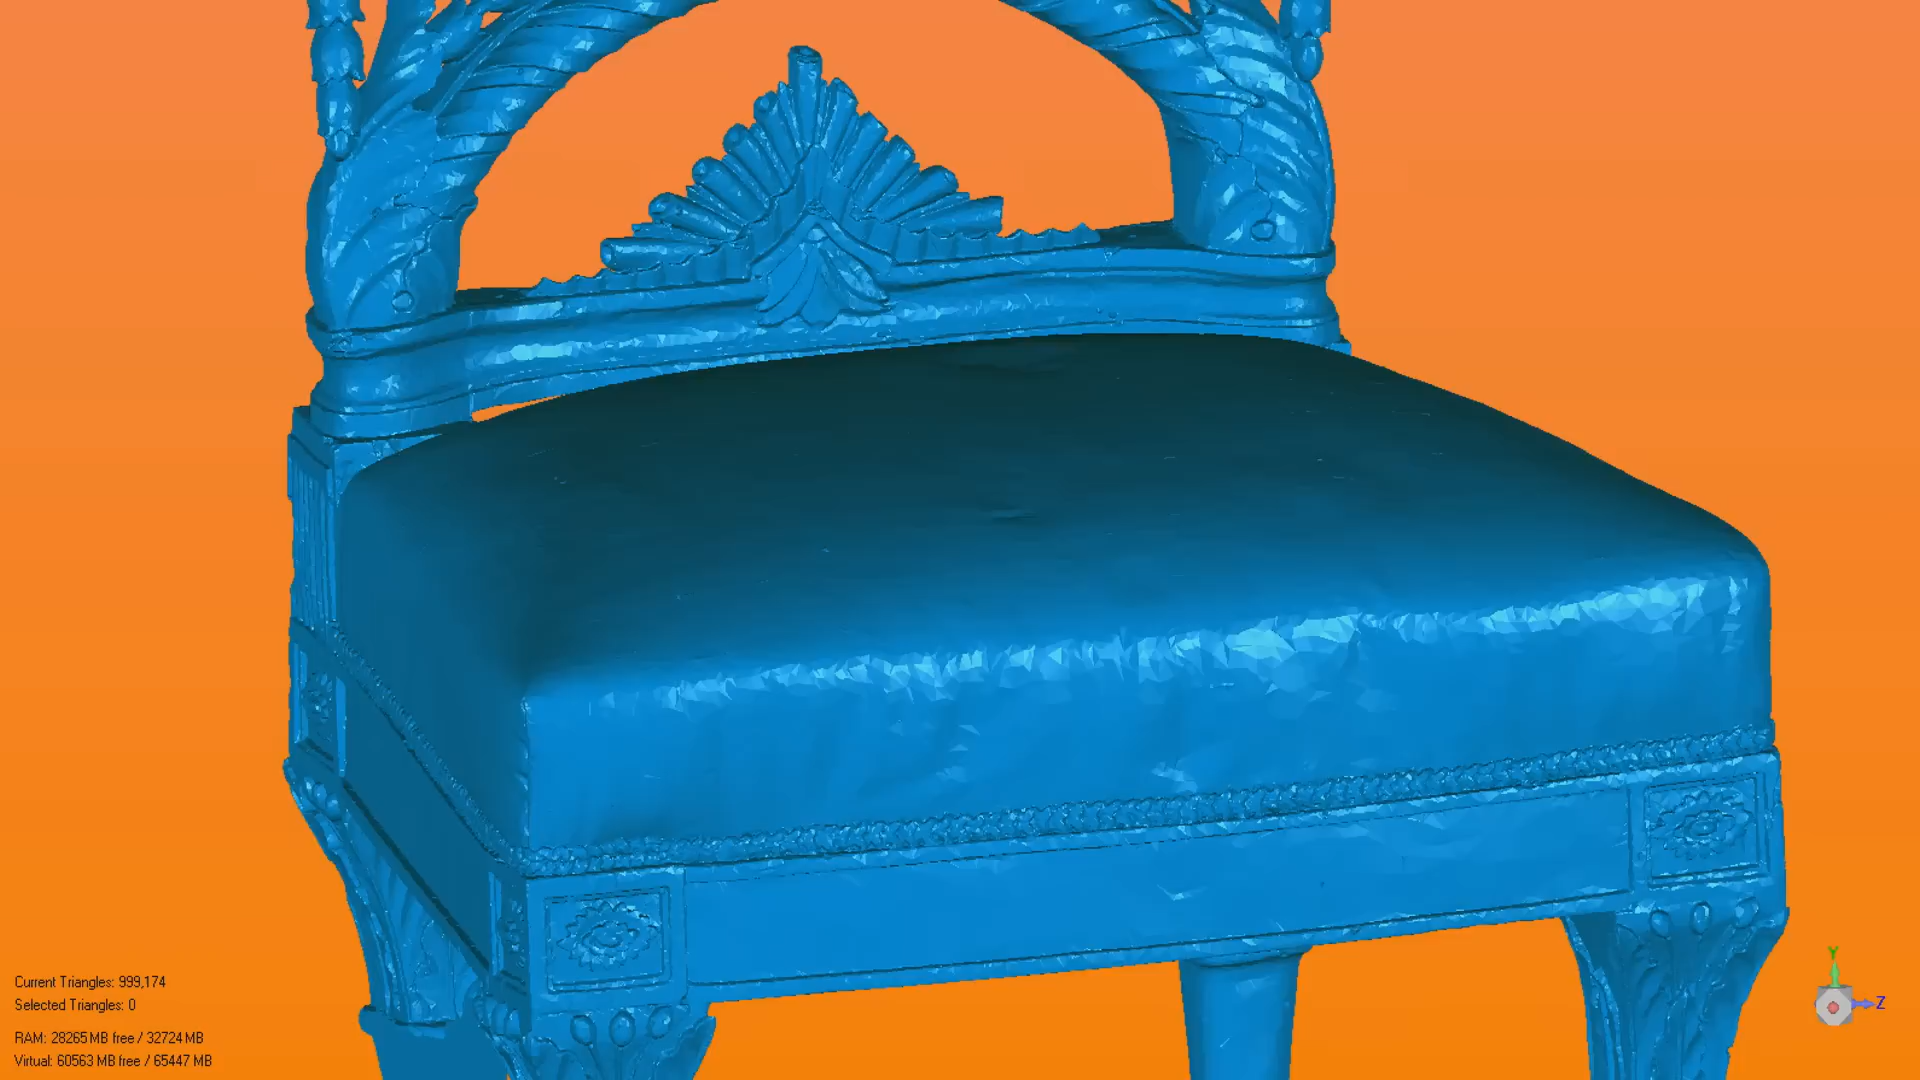 Current Triangles: 999,174
Selected Triangles: 0
RAM: 28265 MB free / 32724 MB
Virtual: 60563 MB free / 65447 MB
Y
Z